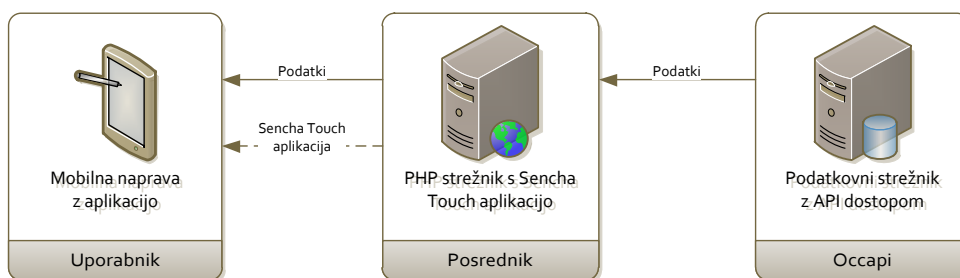 Podatki
Podatki
Sencha Touch
aplikacija
Mobilna naprava
z aplikacijo
PHP strežnik s Sencha
Touch aplikacijo
Podatkovni strežnik
z API dostopom
Uporabnik
Posrednik
Occapi